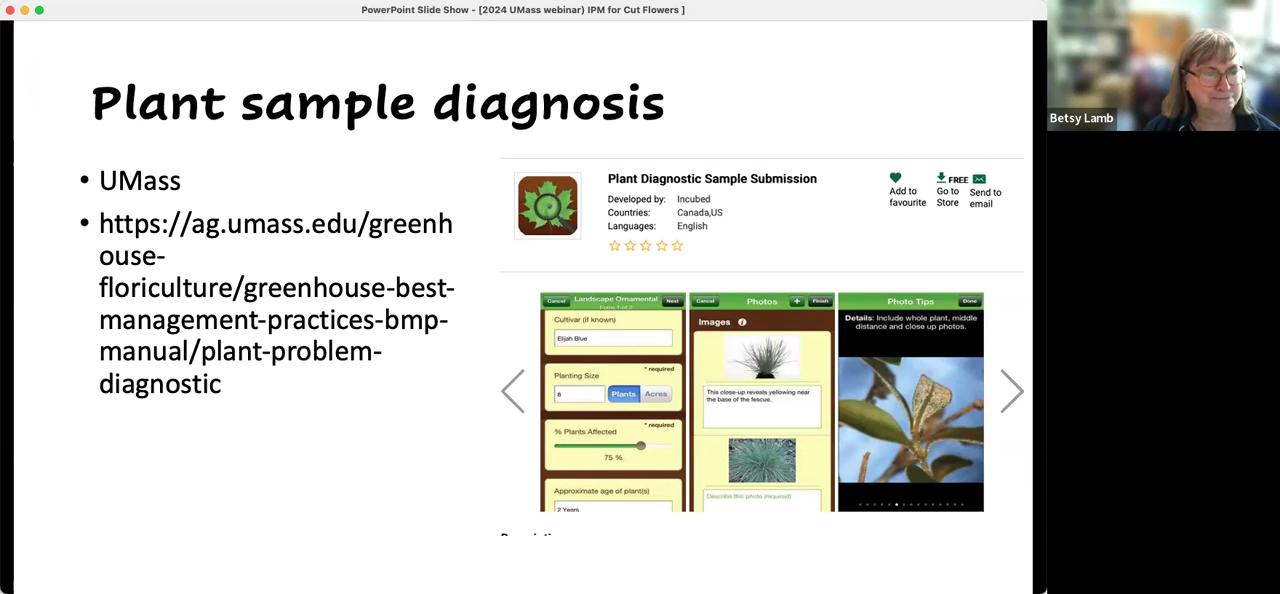 PowerPoint Slide Show - [2024 UMass webinar) IPM for Cut Flowers ]
Betsy Lamb
Plant sample diagnosis
• UMass
• https://ag.umass.edu/greenh
ouse-
floriculture/greenhouse-best-
management-practices-bmp-
manual/plant-problem-
diagnostic
Plant Diagnostic Sample Submission
Developed by: Incubed
Countries: Canada,US
Languages: English
Add to
favourite
FREE
Go to
Store
Send to
email
Cancel
Landscape Ornamental
Next
Cultivar (if known)
Elijah Blue
* required
Planting Size
8
Plants
Acres
* required
% Plants Affected
75 %
Approximate age of plant(s)
2 Years
Cancel
Photos
+
Finish
Images
This close-up reveals yellowing near
the base of the fescue.
Describe this photo (required)
Photo Tips
Done
Details: Include whole plant, middle
distance and close up photos.